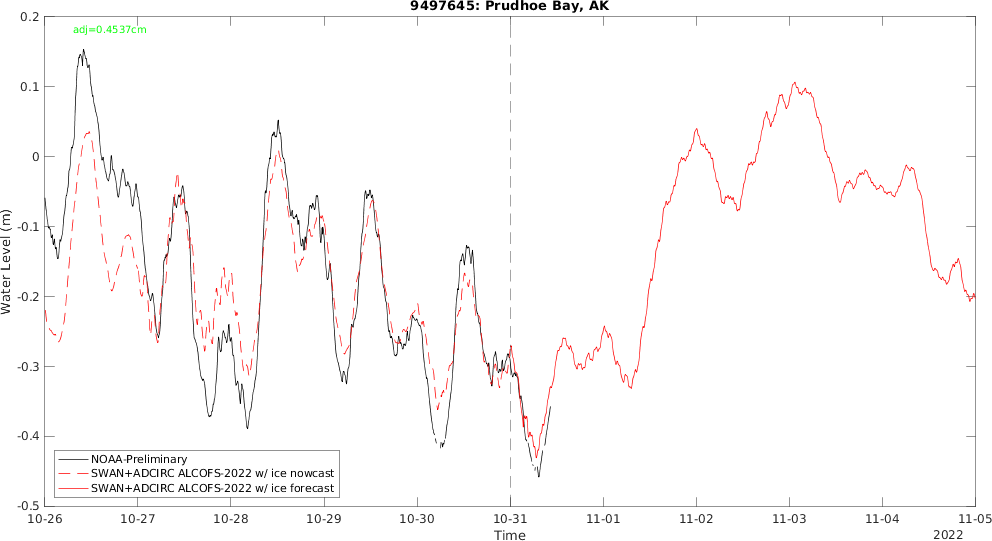 9497645: Prudhoe Bay, AK
adj=0.4537cm
0.2
0.1
0
-0.1
-0.2
-0.3
-0.4
-0.5
Water Level (m)
NOAA-Preliminary
SWAN+ADCIRC ALCOFS-2022 w/ ice nowcast
SWAN+ADCIRC ALCOFS-2022 w/ ice forecast
10-26 10-27 10-28 10-29 10-30 10-31 11-01 11-02 11-03 11-04 11-05
Time
2022